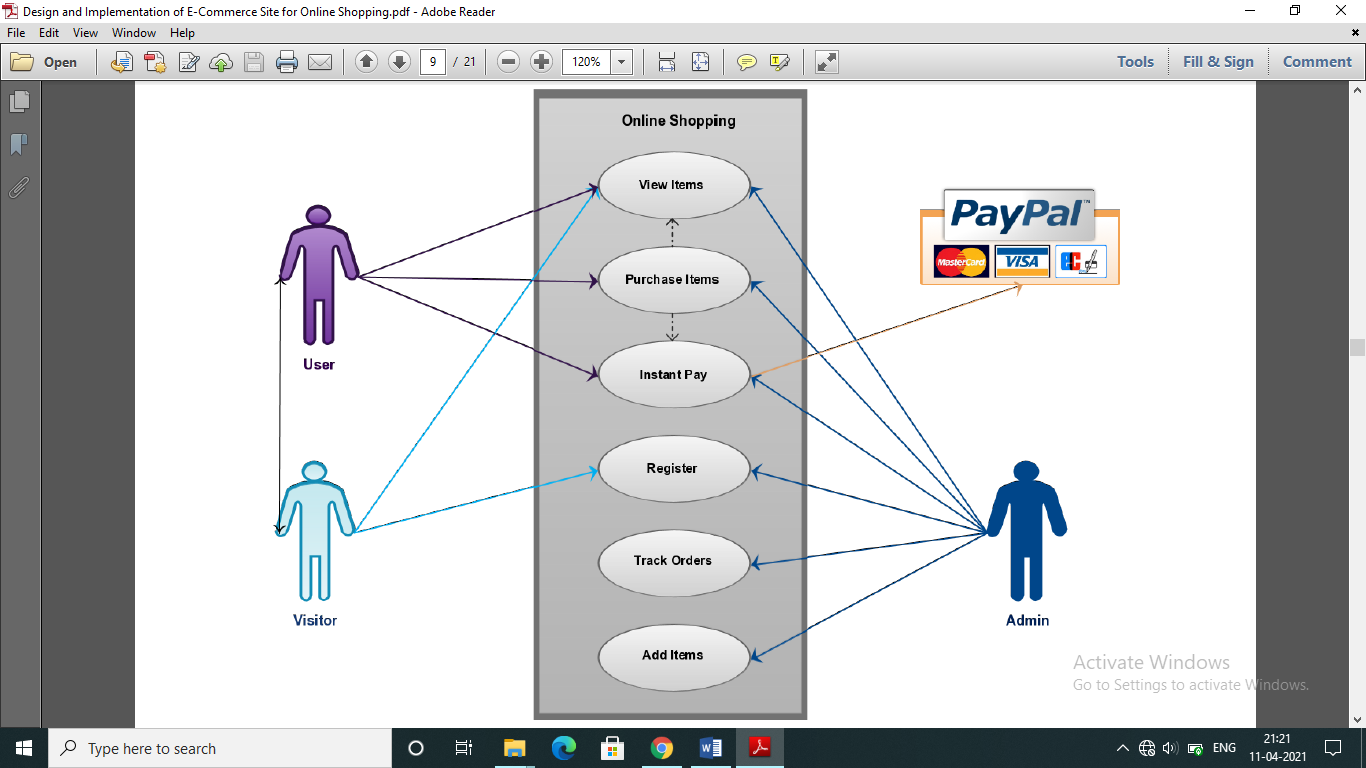 Design and Implementation of E-Commerce Site for Online Shopping.pdf - Adobe Reader
File Edit View Window Help
Open 9 / 21 120% Tools Fill & Sign Comment
Online Shopping
View Items
PayPal™
MasterCard VISA ec
Purchase Items
User
Instant Pay
Register
Track Orders
Visitor
Admin
Add Items
Activate Windows
Go to Settings to activate Windows.
Type here to search
ENG
21:21
11-04-2021